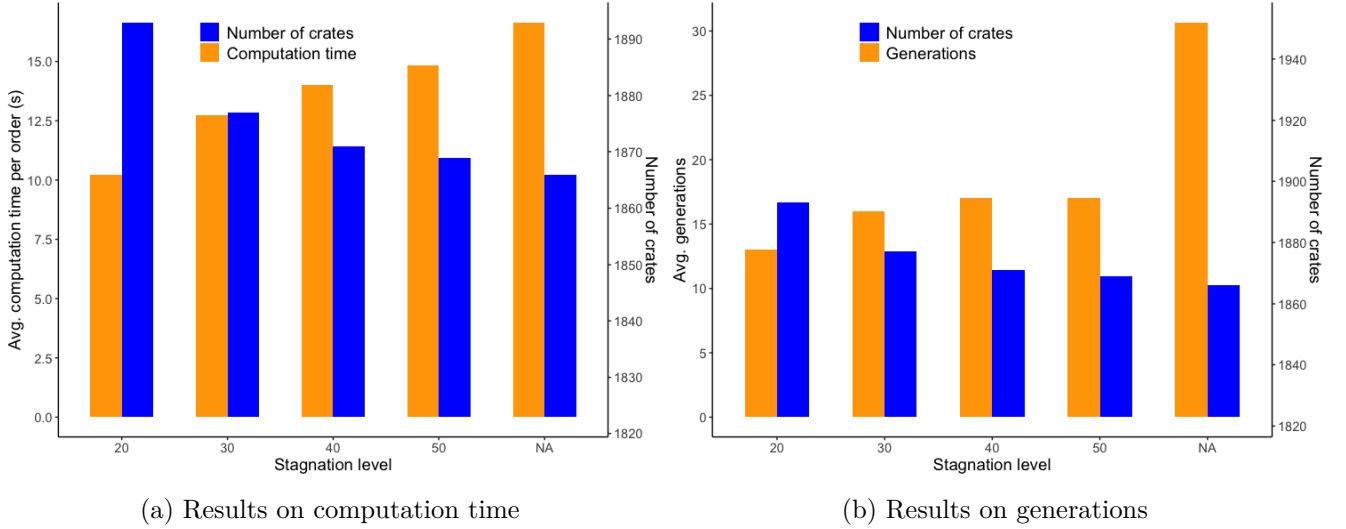 Number of crates
Computation time
Avg. computation time per order (s)
15.0
12.5
10.0
7.5
5.0
2.5
0.0
1890
1880
1870
1860
1850
1840
1830
1820
Number of crates
20 30 40 50 NA
Stagnation level
(a) Results on computation time
Number of crates
Generations
Avg. generations
30
25
20
15
10
5
0
1940
1920
1900
1880
1860
1840
1820
Number of crates
20 30 40 50 NA
Stagnation level
(b) Results on generations